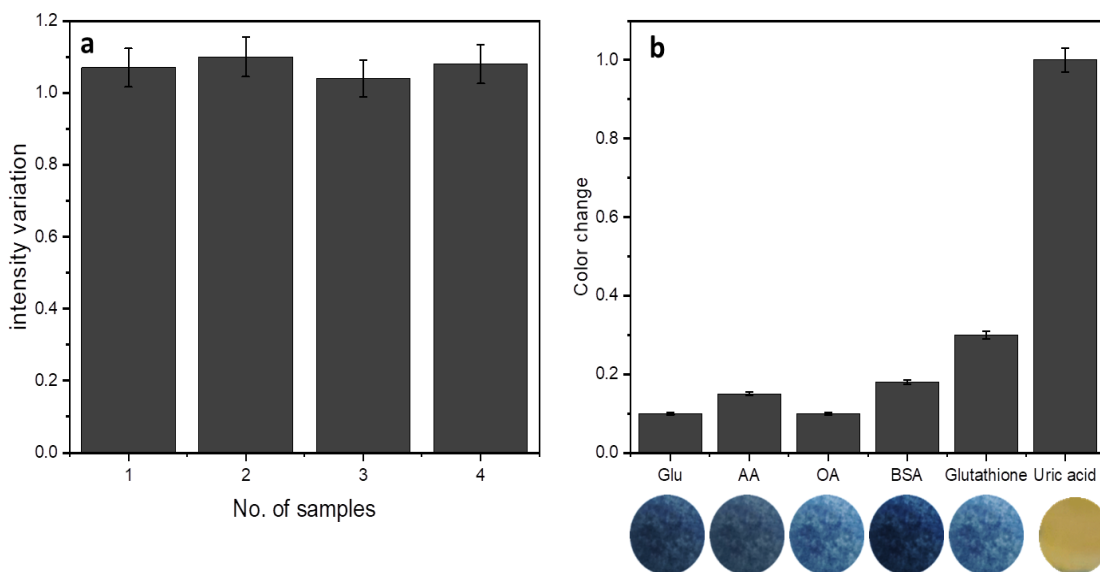 a
intensity variation
1.2
1.0
0.8
0.6
0.4
0.2
0.0
1 2 3 4
No. of samples
b
Color change
1.0
0.8
0.6
0.4
0.2
0.0
Glu AA OA BSA Glutathione Uric acid